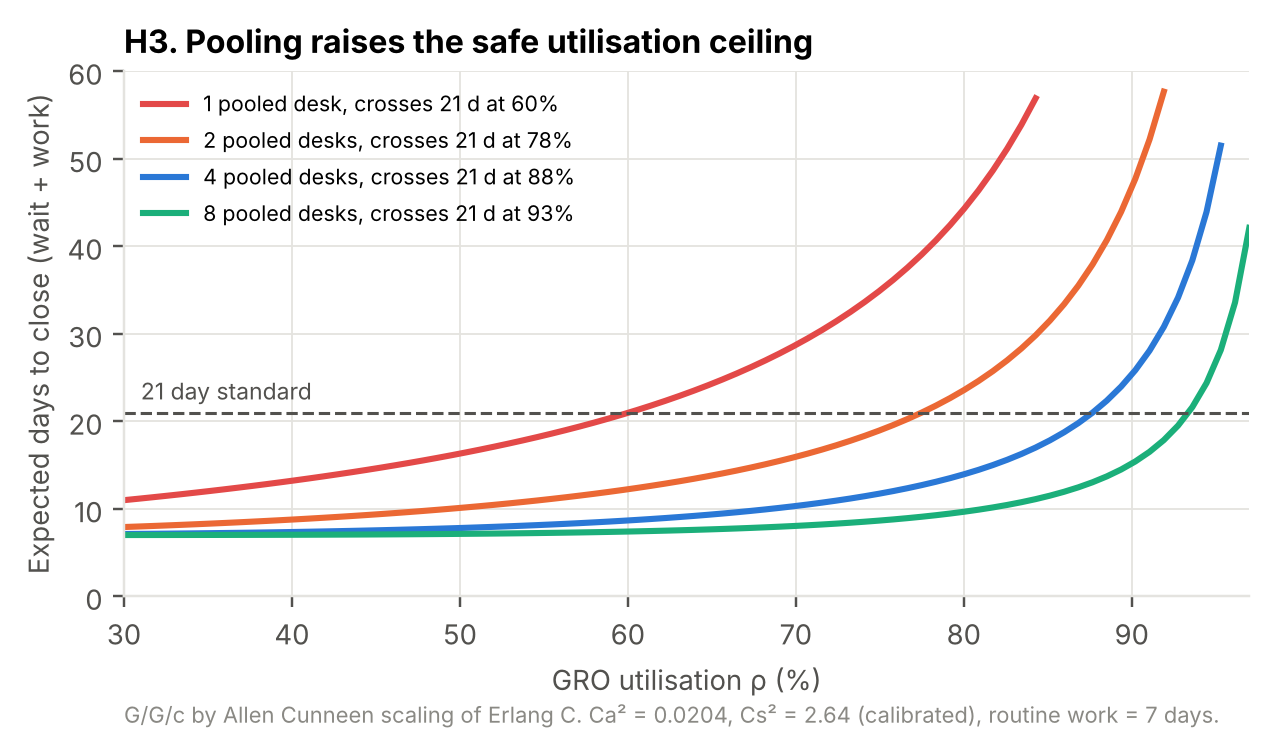 H3. Pooling raises the safe utilisation ceiling
Expected days to close (wait + work)
60
50
40
30
20
10
0
1 pooled desk, crosses 21 d at 60%
2 pooled desks, crosses 21 d at 78%
4 pooled desks, crosses 21 d at 88%
8 pooled desks, crosses 21 d at 93%
21 day standard
30 40 50 60 70 80 90
GRO utilisation ρ (%)
G/G/c by Allen Cunneen scaling of Erlang C. Ca² = 0.0204, Cs² = 2.64 (calibrated), routine work = 7 days.